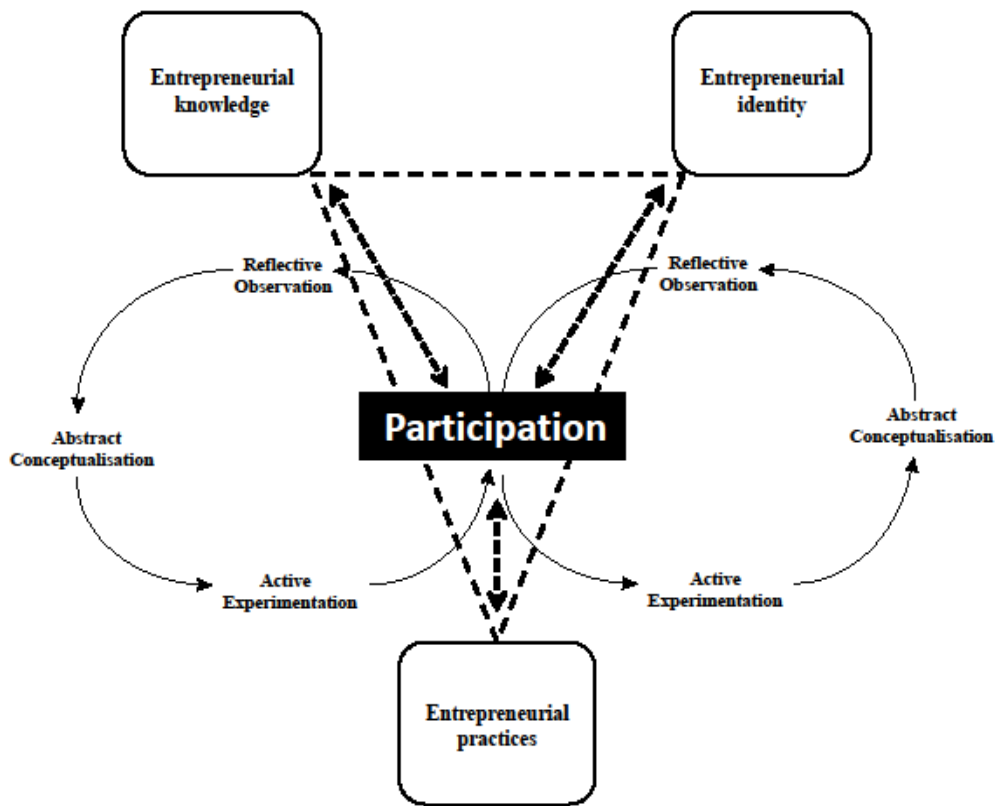 Entrepreneurial
knowledge
Entrepreneurial
identity
Reflective
Observation
Reflective
Observation
Participation
Abstract
Conceptualisation
Abstract
Conceptualisation
Active
Experimentation
Active
Experimentation
Entrepreneurial
practices